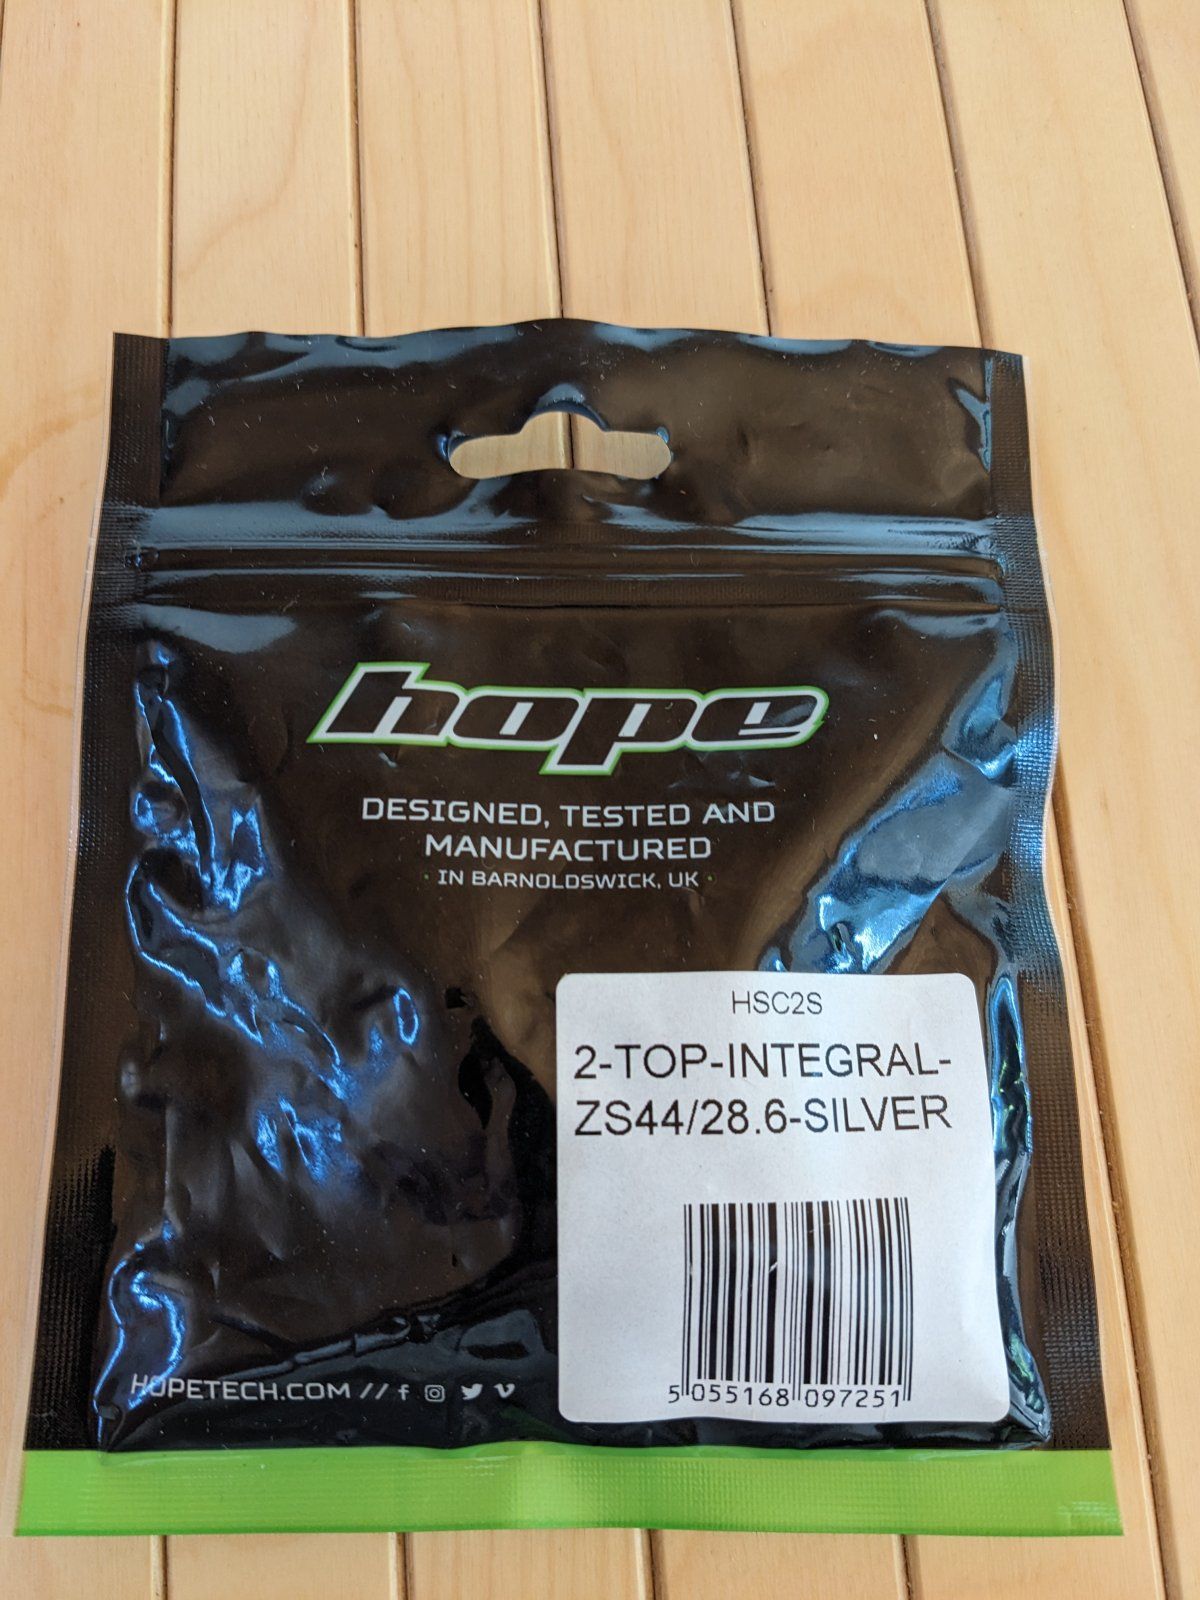 hope
DESIGNED, TESTED AND
MANUFACTURED
· IN BARNOLDSWICK, UK ·
HSC2S
2-TOP-INTEGRAL-
ZS44/28.6-SILVER
5 055168 097251
HOPETECH.COM //